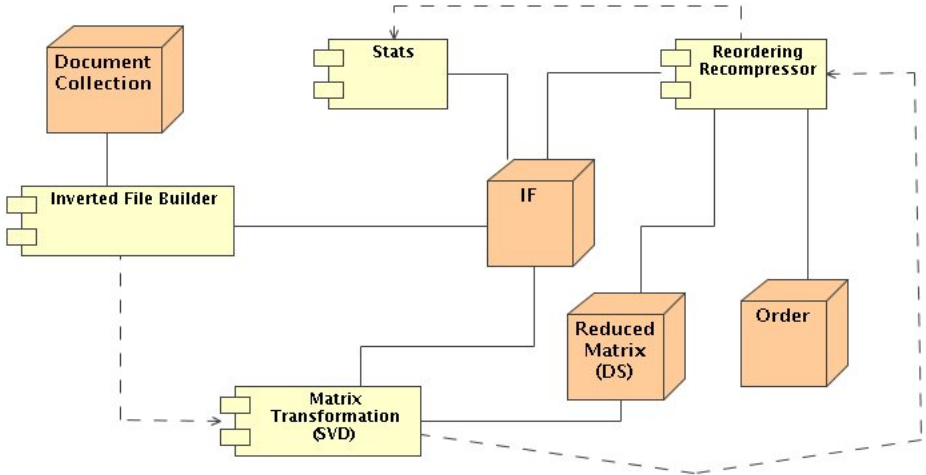 Document
Collection
Stats
Reordering
Recompressor
Inverted File Builder
IF
Reduced
Matrix
(DS)
Order
Matrix
Transformation
(SVD)